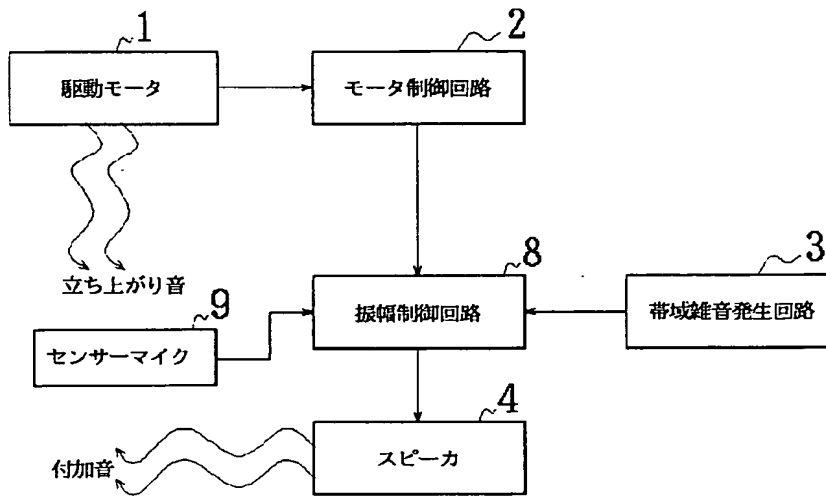 1
駆動モータ
2
モータ制御回路
立ち上がり音
8
振幅制御回路
3
帯域雑音発生回路
9
センサーマイク
4
スピーカ
付加音